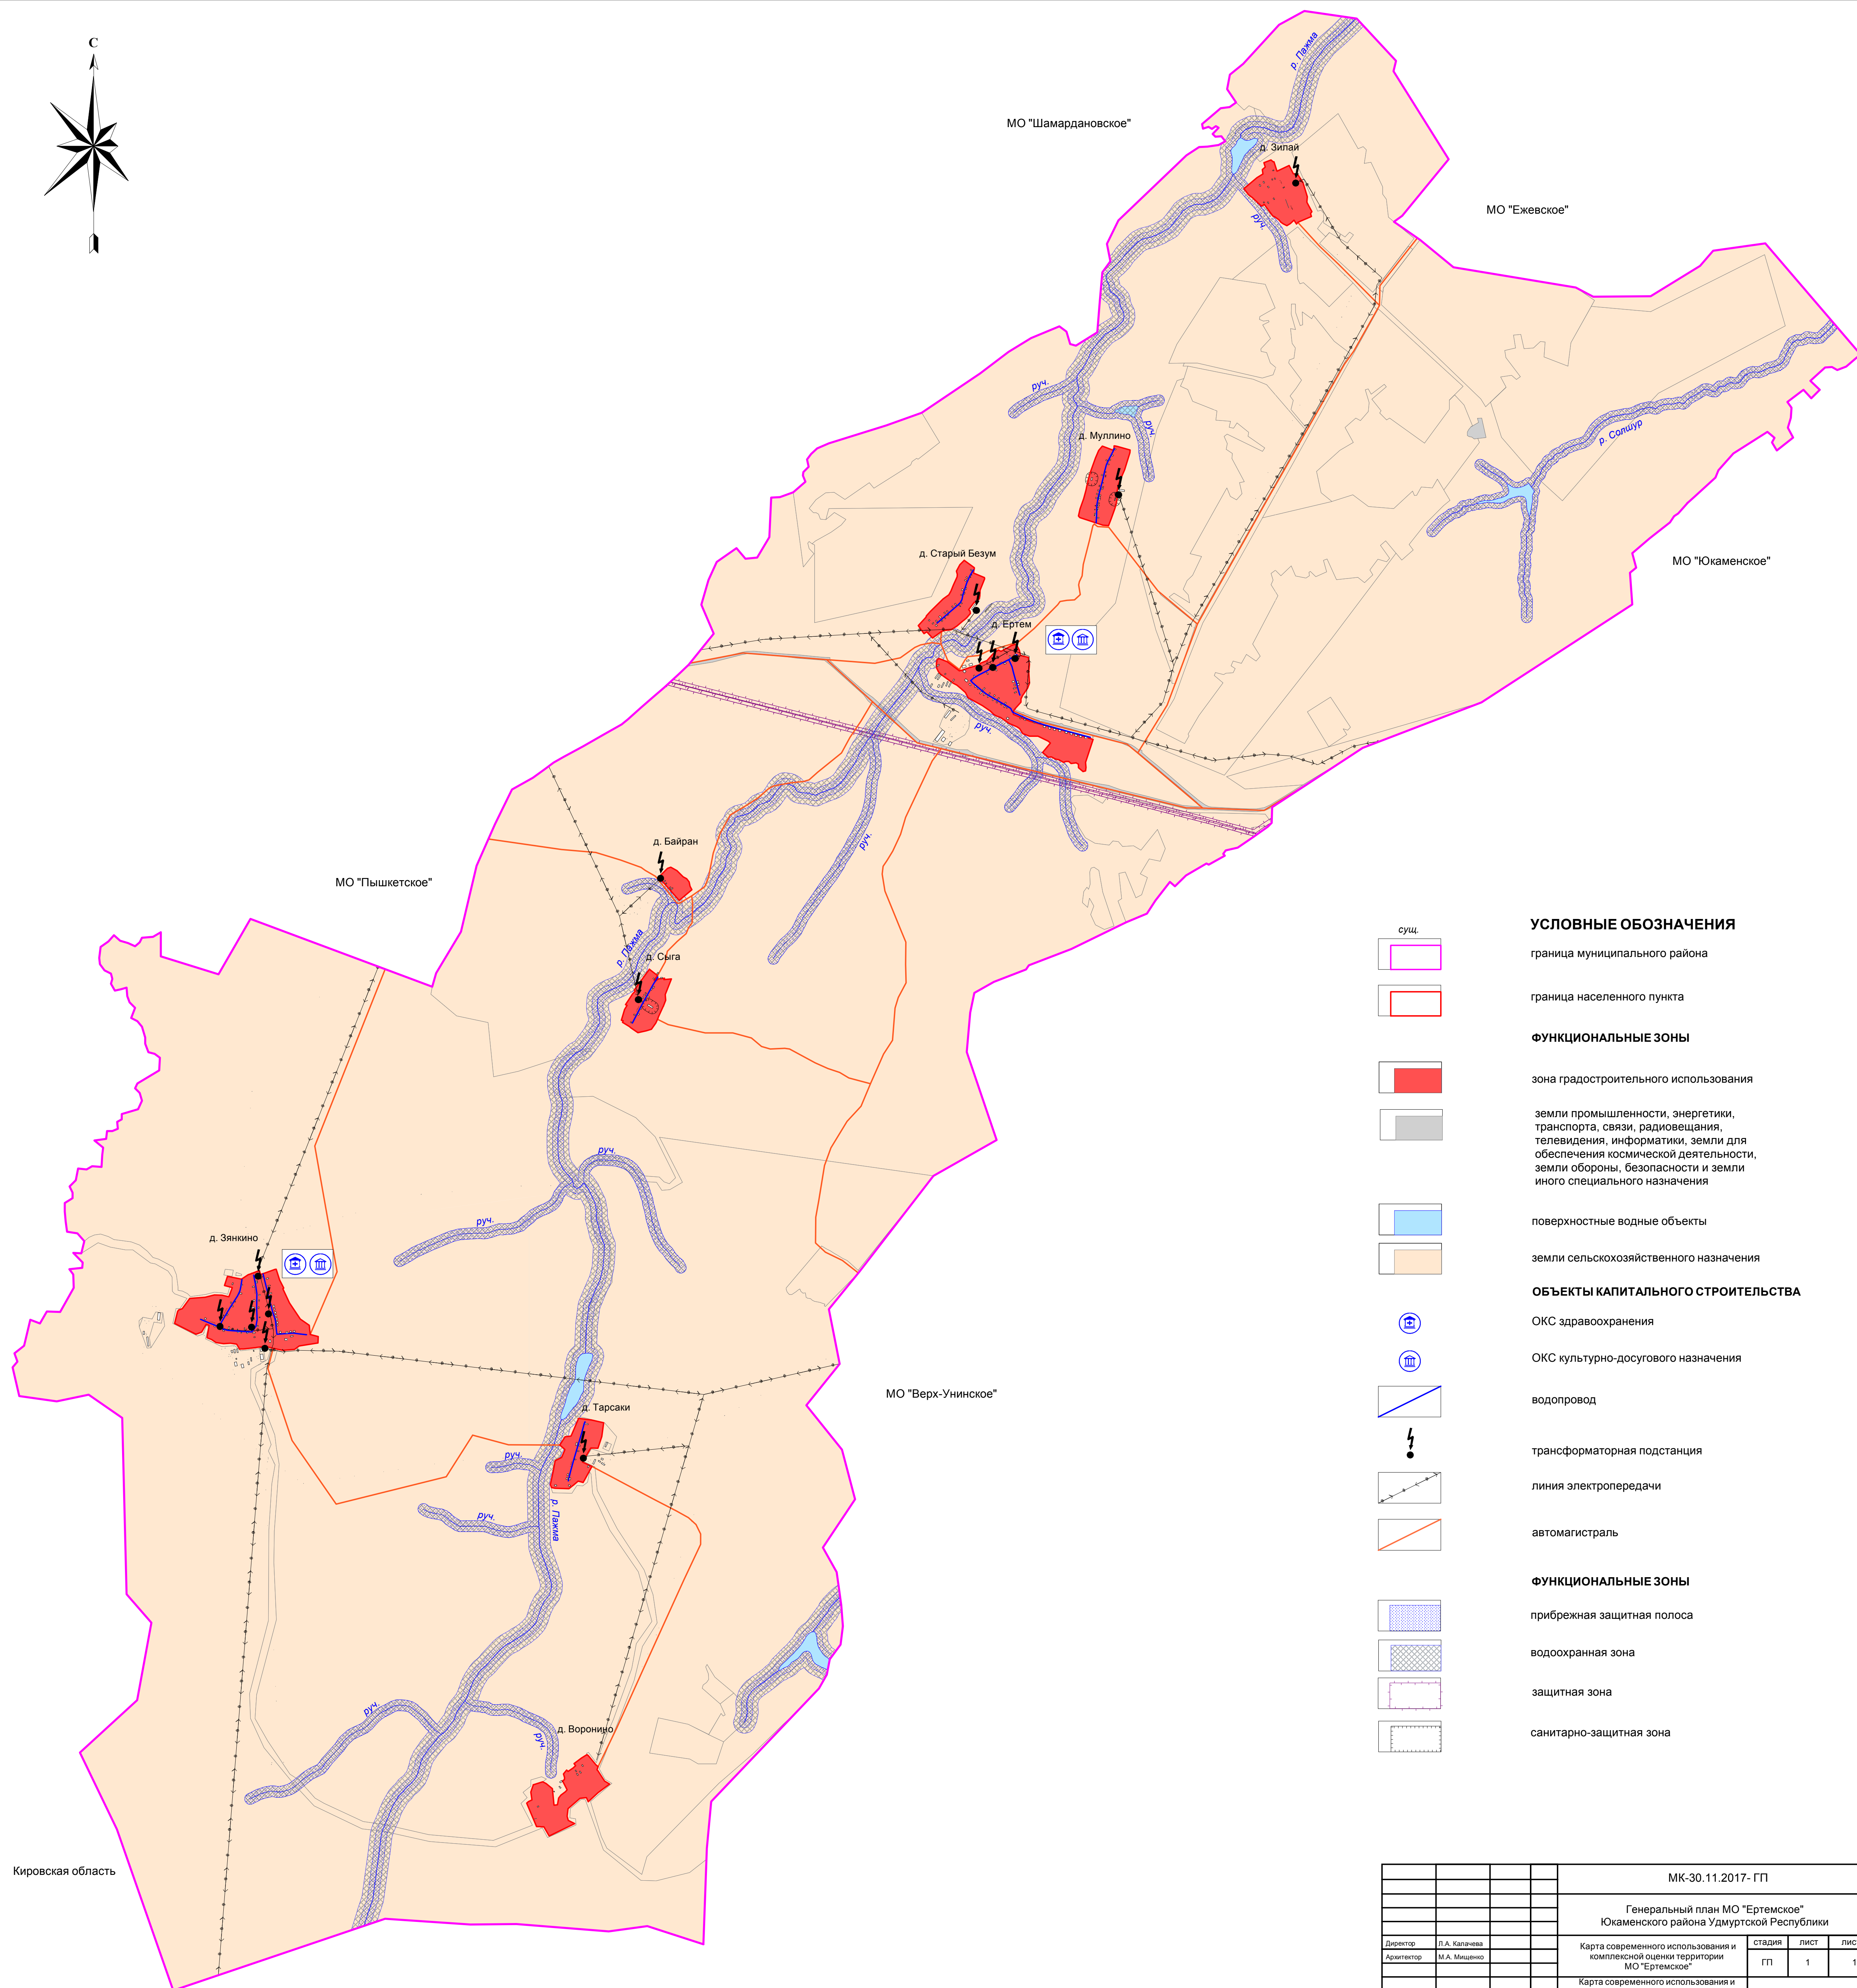 С
р. Пажма
МО "Шамардановское"
д. Зилай
МО "Ежевское"
руч.
руч.
руч.
д. Муллино
р. Солшур
д. Старый Безум
МО "Юкаменское"
д. Ертем
руч.
д. Байран
руч.
МО "Пышкетское"
р. Пажма
д. Сыга
руч.
руч.
д. Зянкино
МО "Верх-Унинское"
д. Тарсаки
руч.
р. Пажма
руч.
руч.
д. Воронино
руч.
Кировская область
УСЛОВНЫЕ ОБОЗНАЧЕНИЯ
сущ.
граница муниципального района
граница населенного пункта
ФУНКЦИОНАЛЬНЫЕ ЗОНЫ
зона градостроительного использования
земли промышленности, энергетики,
транспорта, связи, радиовещания,
телевидения, информатики, земли для
обеспечения космической деятельности,
земли обороны, безопасности и земли
иного специального назначения
поверхностные водные объекты
земли сельскохозяйственного назначения
ОБЪЕКТЫ КАПИТАЛЬНОГО СТРОИТЕЛЬСТВА
ОКС здравоохранения
ОКС культурно-досугового назначения
водопровод
трансформаторная подстанция
линия электропередачи
автомагистраль
ФУНКЦИОНАЛЬНЫЕ ЗОНЫ
прибрежная защитная полоса
водоохранная зона
защитная зона
санитарно-защитная зона
МК-30.11.2017- ГП
Генеральный план МО "Ертемское"
Юкаменского района Удмуртской Республики
Директор Л.А. Калачева
Архитектор М.А. Мищенко
Карта современного использования и
комплексной оценки территории
МО "Ертемское"
стадия лист лис
ГП 1 1
Карта современного использования и